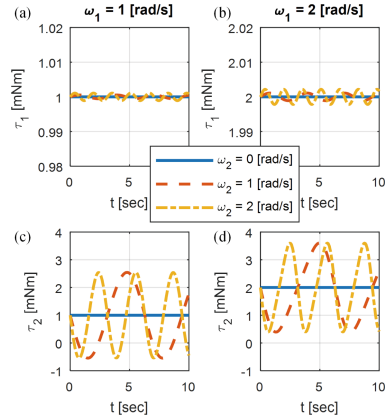 (a)
ω₁ = 1 [rad/s]
(b)
ω₁ = 2 [rad/s]
1.02
1.01
1
0.99
0.98
τ₁ [mNm]
0
5
10
t [sec]
2.02
2.01
2
1.99
1.98
τ₁ [mNm]
0
5
10
t [sec]
ω₂ = 0 [rad/s]
ω₂ = 1 [rad/s]
ω₂ = 2 [rad/s]
(c)
4
3
2
1
0
-1
τ₂ [mNm]
0
5
10
t [sec]
(d)
4
3
2
1
0
-1
τ₂ [mNm]
0
5
10
t [sec]